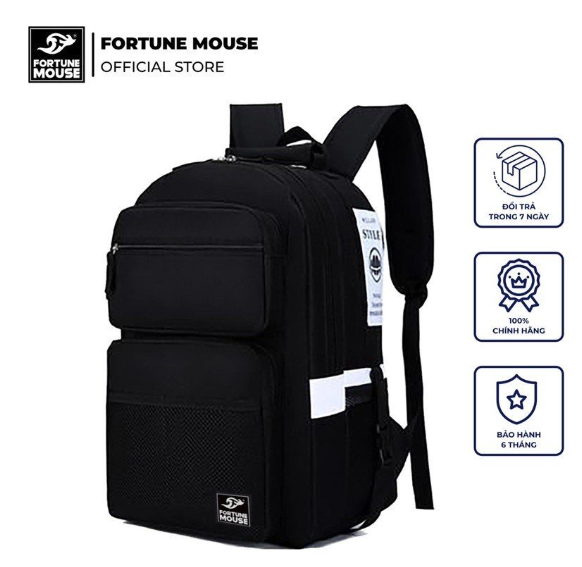 FORTUNE
MOUSE
FORTUNE MOUSE
OFFICIAL STORE
STYLE
ĐỔI TRẢ
TRONG 7 NGÀY
100%
CHÍNH HÃNG
BẢO HÀNH
6 THÁNG
FORTUNE
MOUSE